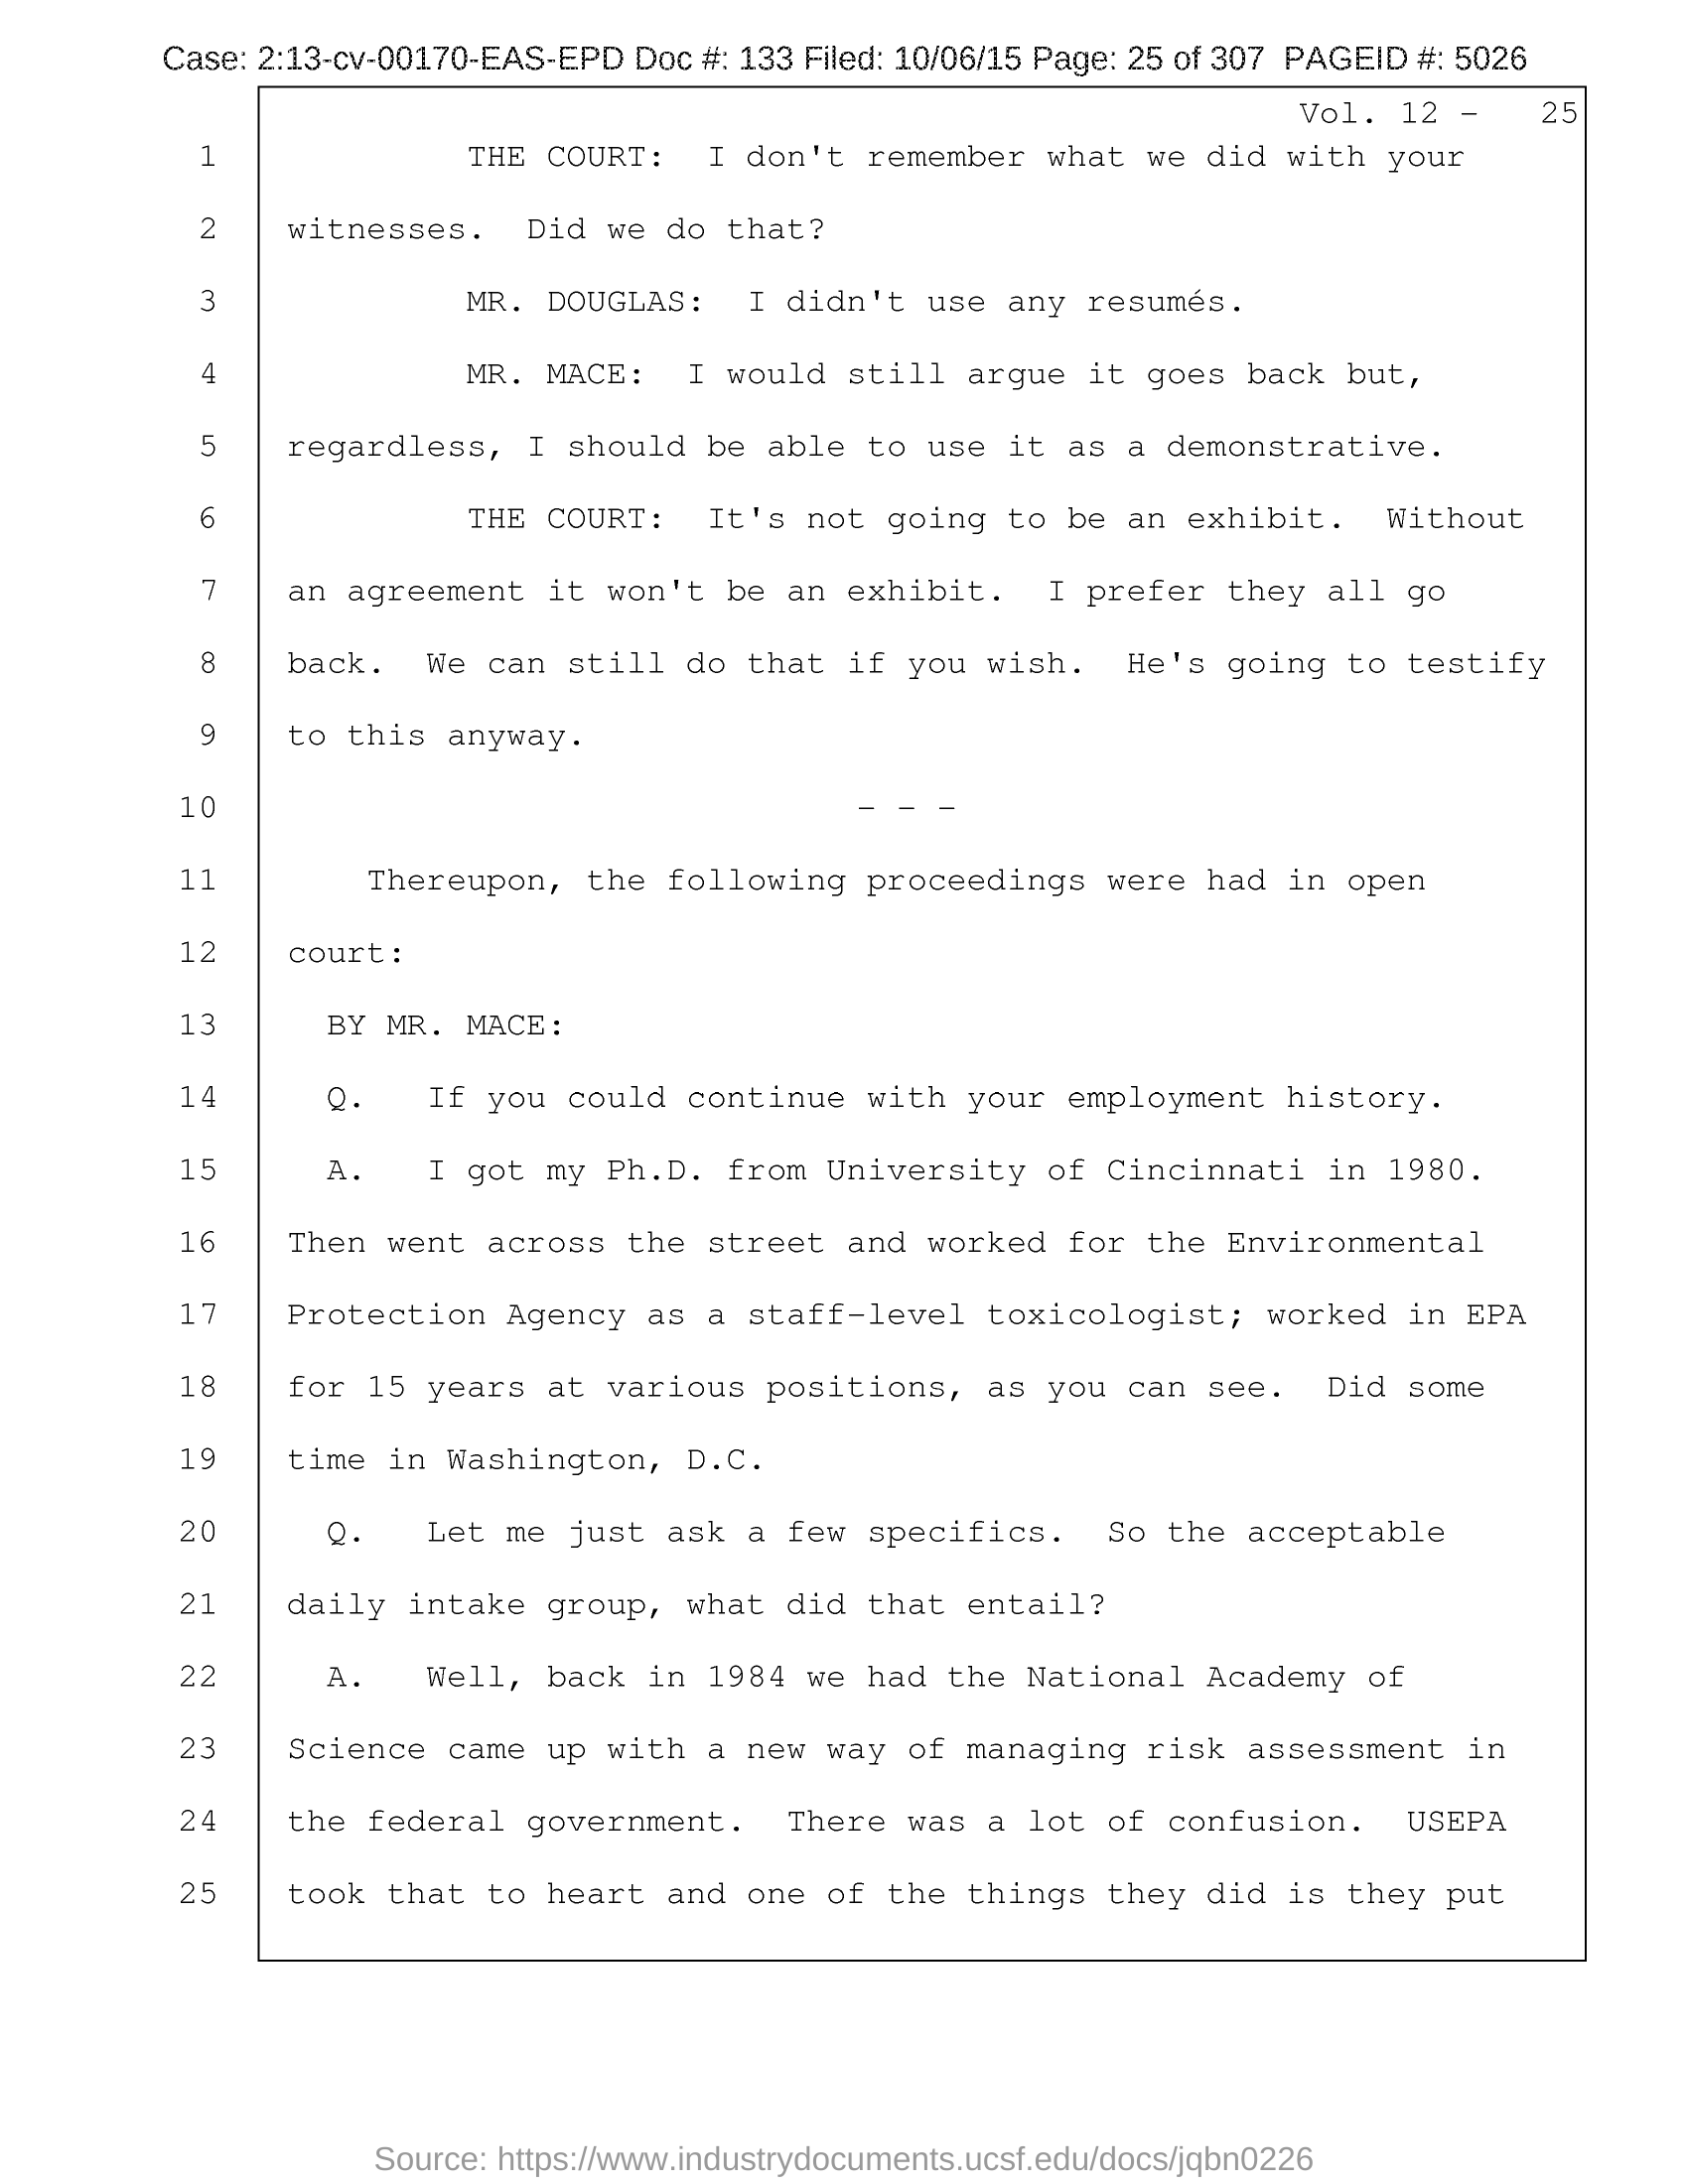 Case: 2:13-cv-00170-EAS-EPD Doc #: 133 Filed: 10/06/15 Page: 25 of 307 PAGEID #: 5026
Vol. 12 - 25
1 THE COURT: I don't remember what we did with your
2 witnesses. Did we do that?
3 MR. DOUGLAS: I didn't use any resumés.
4 MR. MACE: I would still argue it goes back but,
5 regardless, I should be able to use it as a demonstrative.
6 THE COURT: It's not going to be an exhibit. Without
7 an agreement it won't be an exhibit. I prefer they all go
8 back. We can still do that if you wish. He's going to testify
9 to this anyway.
10 - - -
11 Thereupon, the following proceedings were had in open
12 court:
13 BY MR. MACE:
14 Q. If you could continue with your employment history.
15 A. I got my Ph.D. from University of Cincinnati in 1980.
16 Then went across the street and worked for the Environmental
17 Protection Agency as a staff-level toxicologist; worked in EPA
18 for 15 years at various positions, as you can see. Did some
19 time in Washington, D.C.
20 Q. Let me just ask a few specifics. So the acceptable
21 daily intake group, what did that entail?
22 A. Well, back in 1984 we had the National Academy of
23 Science came up with a new way of managing risk assessment in
24 the federal government. There was a lot of confusion. USEPA
25 took that to heart and one of the things they did is they put
Source: https://www.industrydocuments.ucsf.edu/docs/jqbn0226